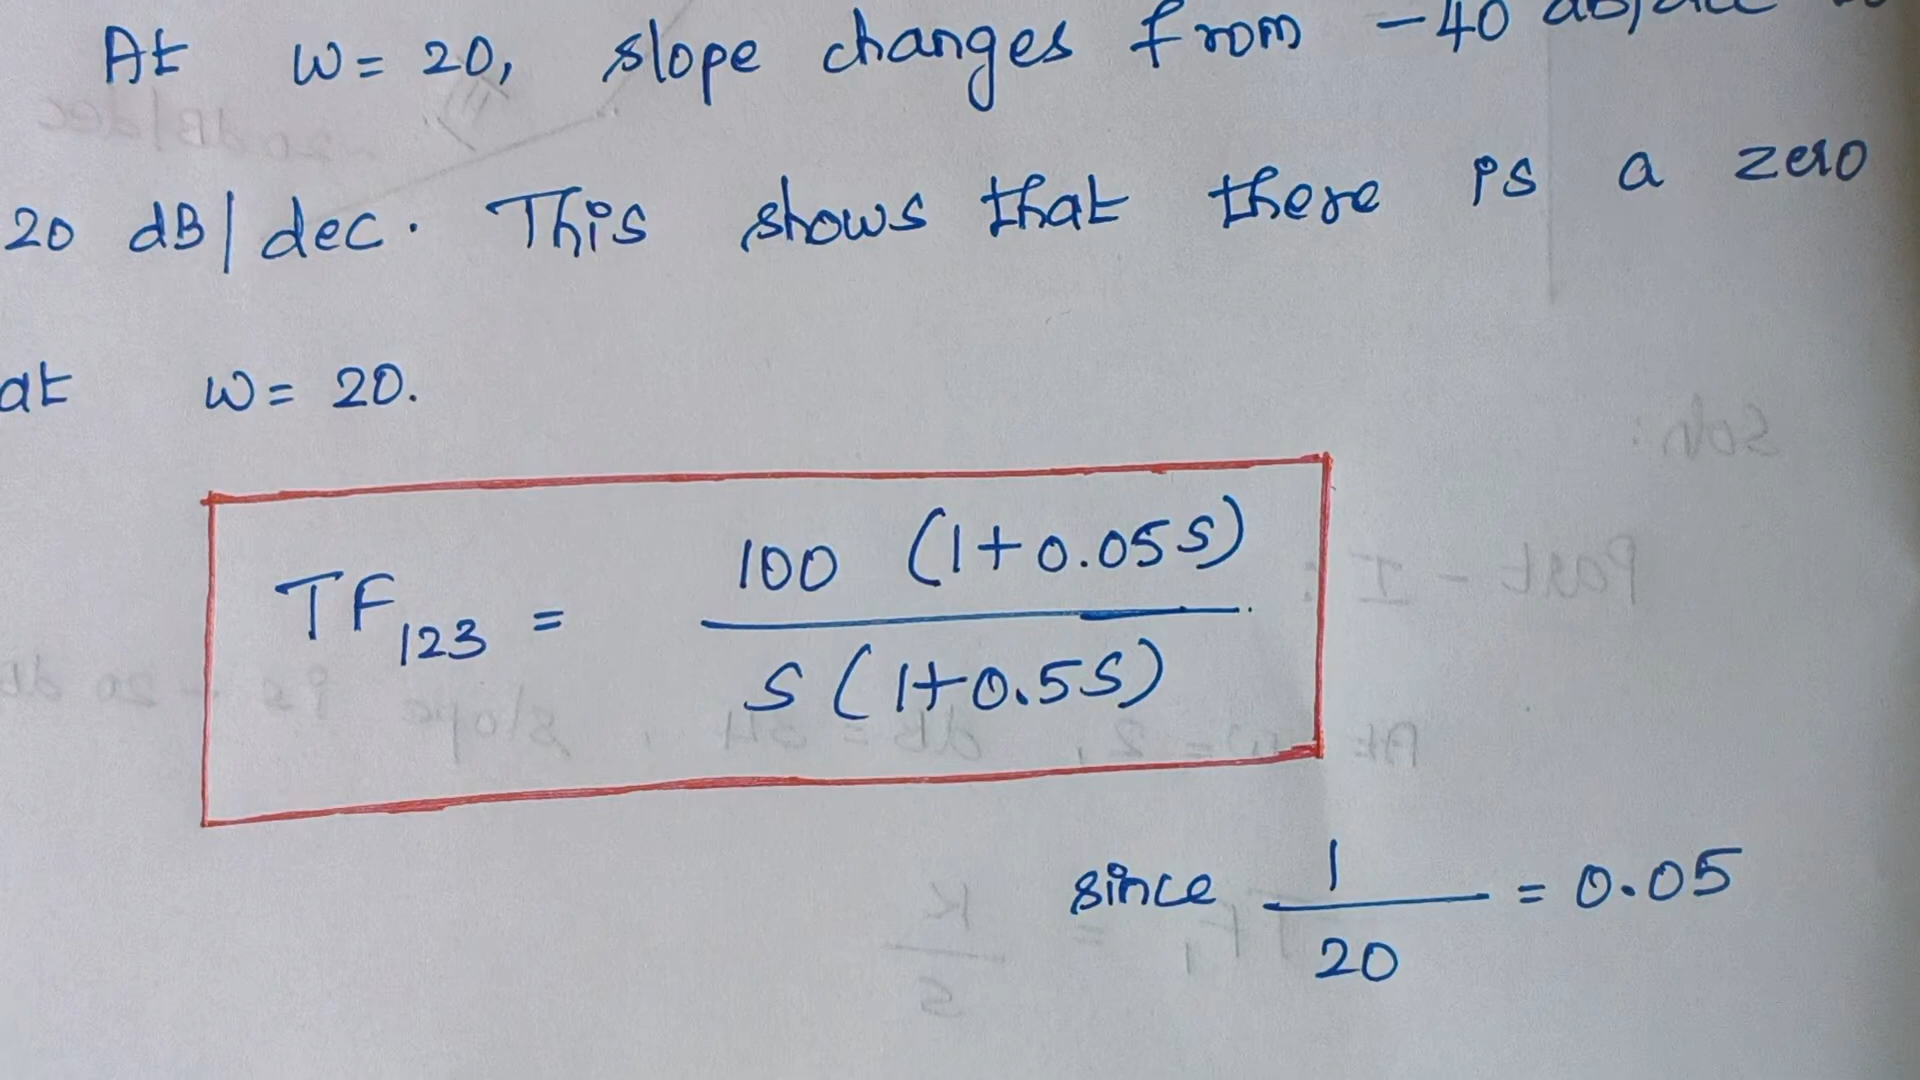 At w = 20, slope changes from -40
20 dB/dec. This shows that there is a zero
at w = 20.
TF123 = 100 (1+0.05S) / S(1+0.5S)
since 1/20 = 0.05